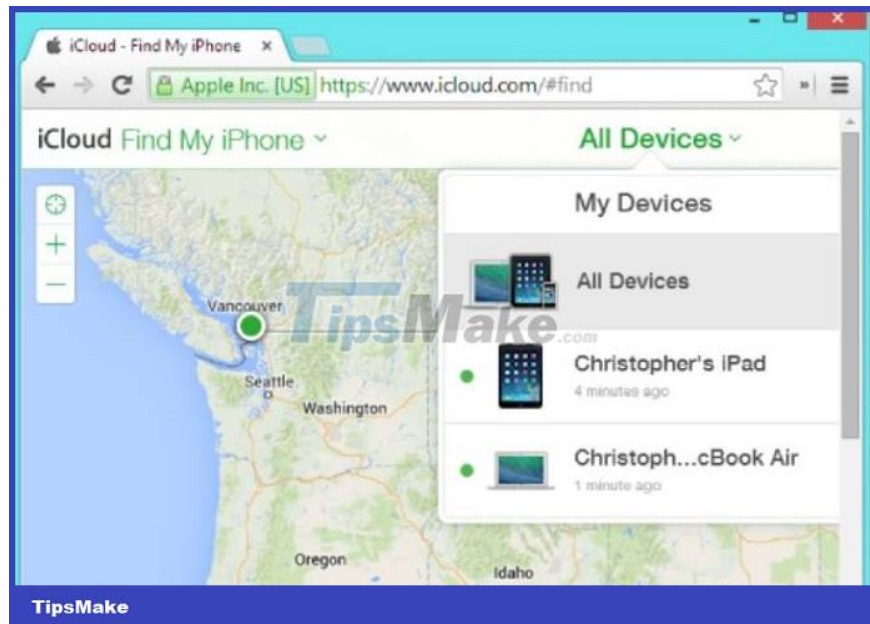 iCloud - Find My iPhone
Apple Inc. [US] https://www.icloud.com/#find
iCloud Find My iPhone
All Devices
My Devices
All Devices
Vancouver
TipsMake.com
Christopher's iPad
4 minutes ago
Seattle
Washington
Christoph...cBook Air
1 minute ago
Oregon
Idaho
TipsMake